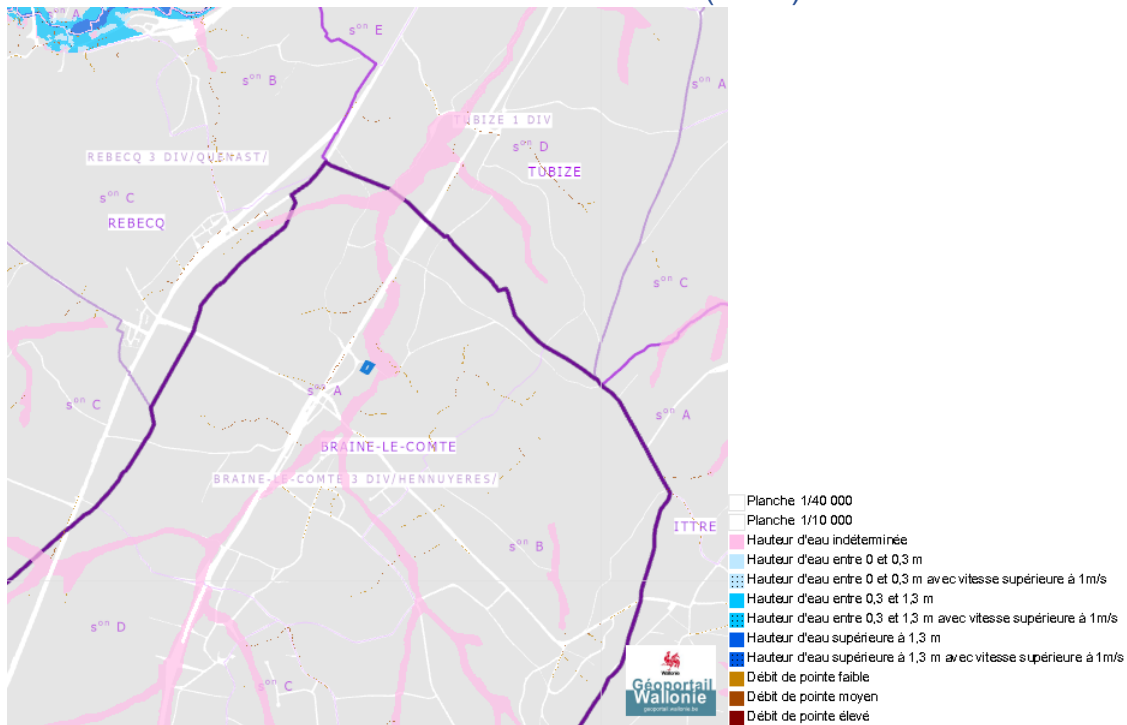 sᵒⁿ A
sᵒⁿ E
sᵒⁿ B
sᵒⁿ A
TUBIZE 1 DIV
REBECQ 3 DIV/QUENAST/
sᵒⁿ D
TUBIZE
sᵒⁿ C
REBECQ
sᵒⁿ C
sᵒⁿ A
sᵒⁿ C
sᵒⁿ A
BRAINE-LE-COMTE
BRAINE-LE-COMTE 3 DIV/HENNUYERES/
ITTRE
sᵒⁿ B
sᵒⁿ D
sᵒⁿ C
Wallonie
Géoportail
Wallonie
geoportail.wallonie.be
Planche 1/40 000
Planche 1/10 000
Hauteur d'eau indéterminée
Hauteur d'eau entre 0 et 0,3 m
Hauteur d'eau entre 0 et 0,3 m avec vitesse supérieure à 1m/s
Hauteur d'eau entre 0,3 et 1,3 m
Hauteur d'eau entre 0,3 et 1,3 m avec vitesse supérieure à 1m/s
Hauteur d'eau supérieure à 1,3 m
Hauteur d'eau supérieure à 1,3 m avec vitesse supérieure à 1m/s
Débit de pointe faible
Débit de pointe moyen
Débit de pointe élevé